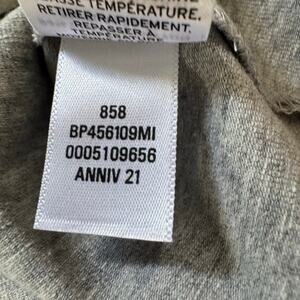 BASSE TEMPÉRATURE,
RETIRER RAPIDEMENT.
REPASSER À
TEMPÉRATURE.
858
BP456109MI
0005109656
ANNIV 21